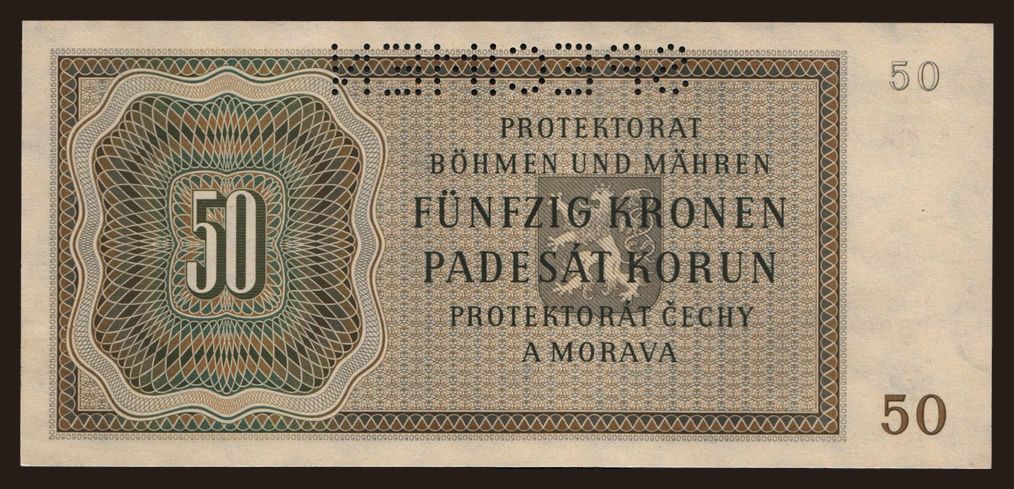 50
PROTEKTORAT
BÖHMEN UND MÄHREN
FÜNFZIG KRONEN
50
PADESÁT KORUN
PROTEKTORÁT ČECHY
A MORAVA
50